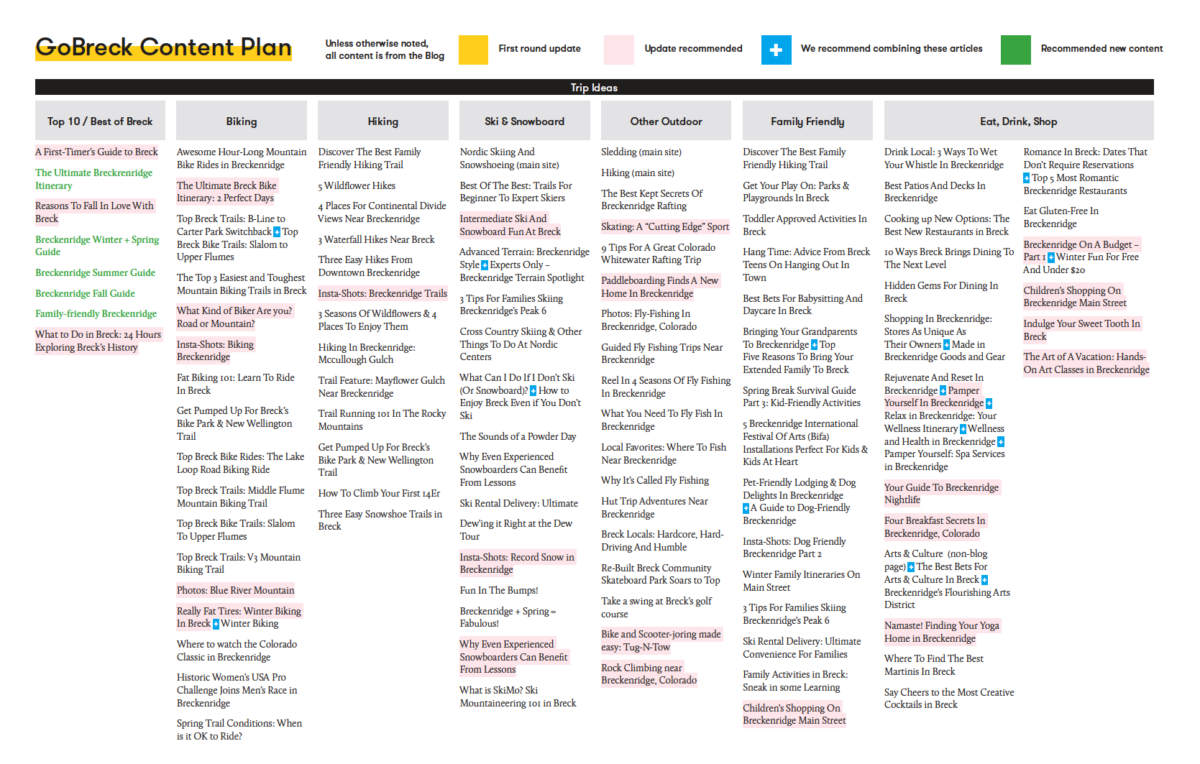 GoBreck Content Plan
Unless otherwise noted,
all content is from the Blog
First round update
Update recommended
+ We recommend combining these articles
Recommended new content
Trip Ideas
Top 10 / Best of Breck
A First-Timer's Guide to Breck
The Ultimate Breckrenridge
Itinerary
Reasons To Fall In Love With
Breck
Breckenridge Winter + Spring
Guide
Breckenridge Summer Guide
Breckenridge Fall Guide
Family-friendly Breckenridge
What to Do in Breck: 24 Hours
Exploring Breck's History
Biking
Awesome Hour-Long Mountain
Bike Rides in Breckenridge
The Ultimate Breck Bike
Itinerary: 2 Perfect Days
Top Breck Trails: B-Line to
Carter Park Switchback + Top
Breck Bike Trails: Slalom to
Upper Flumes
The Top 3 Easiest and Toughest
Mountain Biking Trails in Breck
What Kind of Biker Are you?
Road or Mountain?
Insta-Shots: Biking
Breckenridge
Fat Biking 101: Learn To Ride
In Breck
Get Pumped Up For Breck's
Bike Park & New Wellington
Trail
Top Breck Bike Rides: The Lake
Loop Road Biking Ride
Top Breck Trails: Middle Flume
Mountain Biking Trail
Top Breck Bike Trails: Slalom
To Upper Flumes
Top Breck Trails: V3 Mountain
Biking Trail
Photos: Blue River Mountain
Really Fat Tires: Winter Biking
In Breck + Winter Biking
Where to watch the Colorado
Classic in Breckenridge
Historic Women's USA Pro
Challenge Joins Men's Race in
Breckenridge
Spring Trail Conditions: When
is it OK to Ride?
Hiking
Discover The Best Family
Friendly Hiking Trail
5 Wildflower Hikes
4 Places For Continental Divide
Views Near Breckenridge
3 Waterfall Hikes Near Breck
Three Easy Hikes From
Downtown Breckenridge
Insta-Shots: Breckenridge Trails
3 Seasons Of Wildflowers & 4
Places To Enjoy Them
Hiking In Breckenridge:
Mccullough Gulch
Trail Feature: Mayflower Gulch
Near Breckenridge
Trail Running 101 In The Rocky
Mountains
Get Pumped Up For Breck's
Bike Park & New Wellington
Trail
How To Climb Your First 14Er
Three Easy Snowshoe Trails in
Breck
Ski & Snowboard
Nordic Skiing And
Snowshoeing (main site)
Best Of The Best: Trails For
Beginner To Expert Skiers
Intermediate Ski And
Snowboard Fun At Breck
Advanced Terrain: Breckenridge
Style + Experts Only –
Breckenridge Terrain Spotlight
3 Tips For Families Skiing
Breckenridge's Peak 6
Cross Country Skiing & Other
Things To Do At Nordic
Centers
What Can I Do If I Don't Ski
(Or Snowboard)? + How to
Enjoy Breck Even if You Don't
Ski
The Sounds of a Powder Day
Why Even Experienced
Snowboarders Can Benefit
From Lessons
Ski Rental Delivery: Ultimate
Dew'ing it Right at the Dew
Tour
Insta-Shots: Record Snow in
Breckenridge
Fun In The Bumps!
Breckenridge + Spring =
Fabulous!
Why Even Experienced
Snowboarders Can Benefit
From Lessons
What is SkiMo? Ski
Mountaineering 101 in Breck
Other Outdoor
Sledding (main site)
Hiking (main site)
The Best Kept Secrets Of
Breckenridge Rafting
Skating: A "Cutting Edge" Sport
9 Tips For A Great Colorado
Whitewater Rafting Trip
Paddleboarding Finds A New
Home In Breckenridge
Photos: Fly-Fishing In
Breckenridge, Colorado
Guided Fly Fishing Trips Near
Breckenridge
Reel In 4 Seasons Of Fly Fishing
In Breckenridge
What You Need To Fly Fish In
Breckenridge
Local Favorites: Where To Fish
Near Breckenridge
Why It's Called Fly Fishing
Hut Trip Adventures Near
Breckenridge
Breck Locals: Hardcore, Hard-
Driving And Humble
Re-Built Breck Community
Skateboard Park Soars to Top
Take a swing at Breck's golf
course
Bike and Scooter-joring made
easy: Tug-N-Tow
Rock Climbing near
Breckenridge, Colorado
Family Friendly
Discover The Best Family
Friendly Hiking Trail
Get Your Play On: Parks &
Playgrounds In Breck
Toddler Approved Activities In
Breck
Hang Time: Advice From Breck
Teens On Hanging Out In
Town
Best Bets For Babysitting And
Daycare In Breck
Bringing Your Grandparents
To Breckenridge + Top
Five Reasons To Bring Your
Extended Family To Breck
Spring Break Survival Guide
Part 3: Kid-Friendly Activities
5 Breckenridge International
Festival Of Arts (Bifa)
Installations Perfect For Kids &
Kids At Heart
Pet-Friendly Lodging & Dog
Delights In Breckenridge
+ A Guide to Dog-Friendly
Breckenridge
Insta-Shots: Dog Friendly
Breckenridge Part 2
Winter Family Itineraries On
Main Street
3 Tips For Families Skiing
Breckenridge's Peak 6
Ski Rental Delivery: Ultimate
Convenience For Families
Family Activities in Breck:
Sneak in some Learning
Children's Shopping On
Breckenridge Main Street
Eat, Drink, Shop
Drink Local: 3 Ways To Wet
Your Whistle In Breckenridge
Best Patios And Decks In
Breckenridge
Cooking up New Options: The
Best New Restaurants in Breck
10 Ways Breck Brings Dining To
The Next Level
Hidden Gems For Dining In
Breck
Shopping In Breckenridge:
Stores As Unique As
Their Owners + Made in
Breckenridge Goods and Gear
Rejuvenate And Reset In
Breckenridge + Pamper
Yourself In Breckenridge +
Relax in Breckenridge: Your
Wellness Itinerary + Wellness
and Health in Breckenridge +
Pamper Yourself: Spa Services
in Breckenridge
Your Guide To Breckenridge
Nightlife
Four Breakfast Secrets In
Breckenridge, Colorado
Arts & Culture (non-blog
page) + The Best Bets For
Arts & Culture In Breck +
Breckenridge's Flourishing Arts
District
Namaste! Finding Your Yoga
Home in Breckenridge
Where To Find The Best
Martinis In Breck
Say Cheers to the Most Creative
Cocktails in Breck
Romance In Breck: Dates That
Don't Require Reservations
+ Top 5 Most Romantic
Breckenridge Restaurants
Eat Gluten-Free In
Breckenridge
Breckenridge On A Budget –
Part 1 + Winter Fun For Free
And Under $20
Children's Shopping On
Breckenridge Main Street
Indulge Your Sweet Tooth In
Breck
The Art of A Vacation: Hands-
On Art Classes in Breckenridge